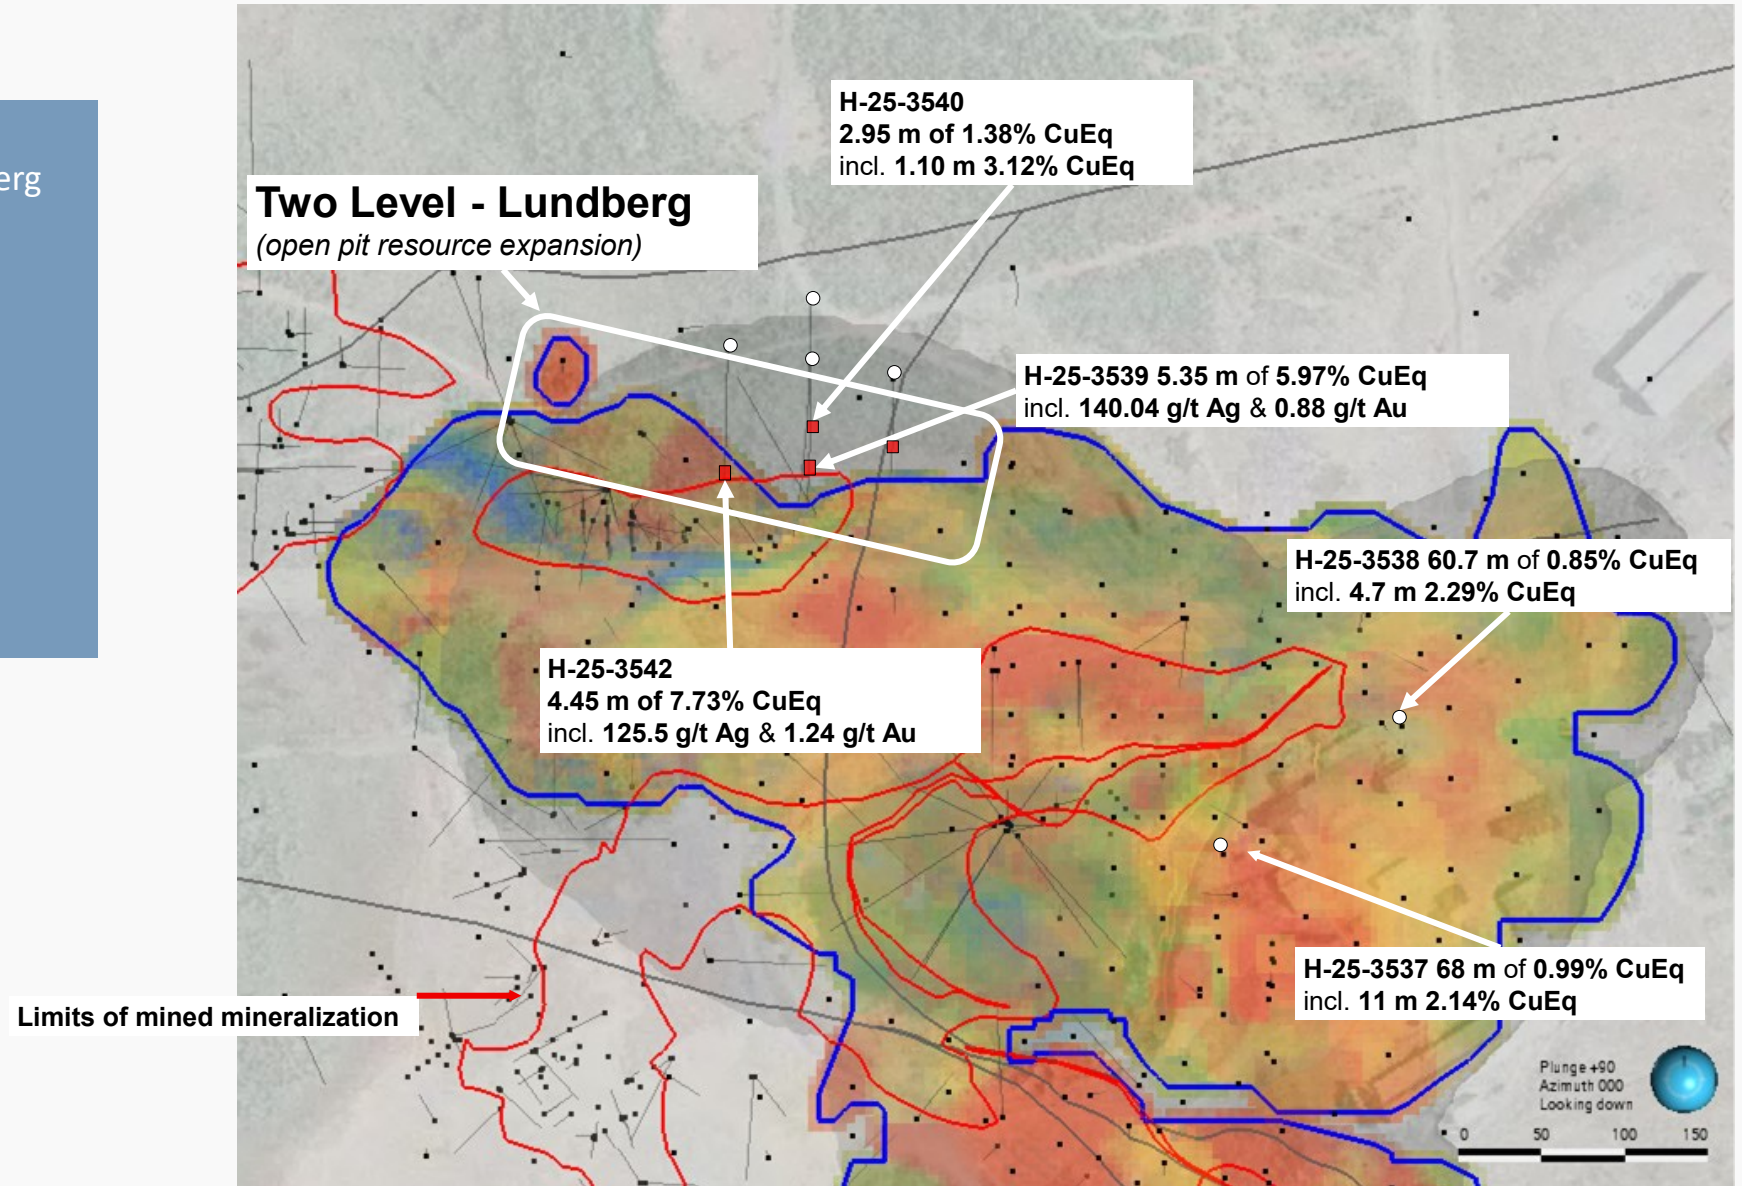 erg
H-25-3540
2.95 m of 1.38% CuEq
incl. 1.10 m 3.12% CuEq
Two Level - Lundberg
(open pit resource expansion)
H-25-3539 5.35 m of 5.97% CuEq
incl. 140.04 g/t Ag & 0.88 g/t Au
H-25-3538 60.7 m of 0.85% CuEq
incl. 4.7 m 2.29% CuEq
H-25-3542
4.45 m of 7.73% CuEq
incl. 125.5 g/t Ag & 1.24 g/t Au
H-25-3537 68 m of 0.99% CuEq
incl. 11 m 2.14% CuEq
Limits of mined mineralization
Plunge +90
Azimuth 000
Looking down
0 50 100 150